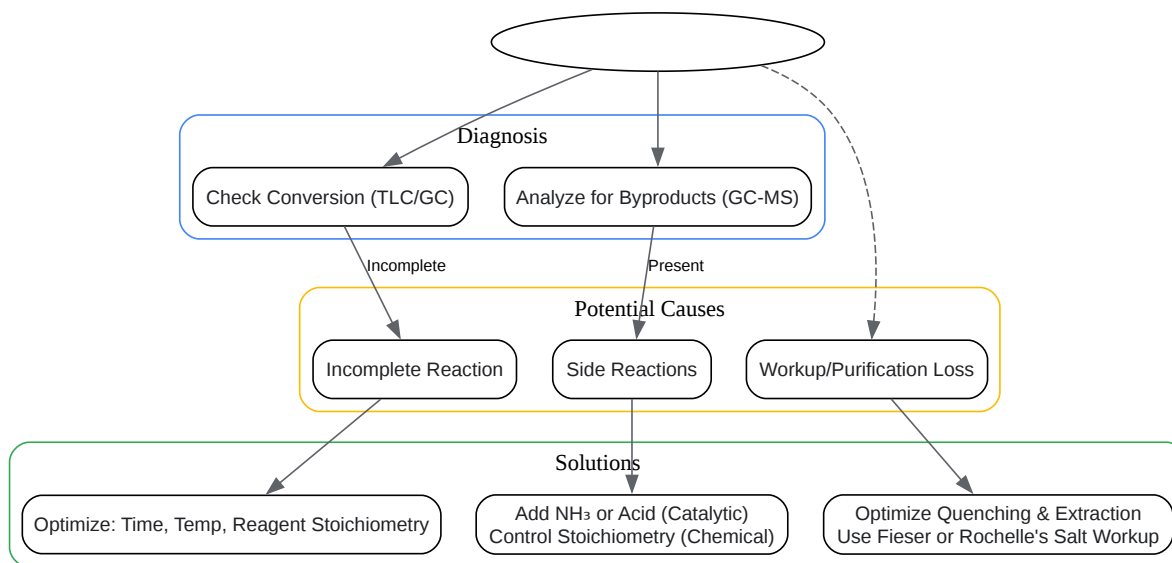 Diagnosis
Check Conversion (TLC/GC)
Analyze for Byproducts (GC-MS)
Incomplete
Present
Potential Causes
Incomplete Reaction
Side Reactions
Workup/Purification Loss
Solutions
Optimize: Time, Temp, Reagent Stoichiometry
Add NH₃ or Acid (Catalytic)
Control Stoichiometry (Chemical)
Optimize Quenching & Extraction
Use Fieser or Rochelle's Salt Workup